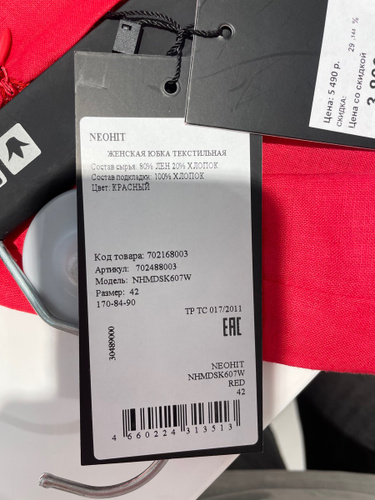 Цена: 5 490 р.
СКИДКА:
29
Цена со скидкой
NEOHIT
ЖЕНСКАЯ ЮБКА ТЕКСТИЛЬНАЯ
Состав сырья: 80% ЛЕН 20% ХЛОПОК
Состав подкладки: 100% ХЛОПОК
Цвет: КРАСНЫЙ
Код товара: 702168003
Артикул: 702488003
Модель: NHMDSK607W
Размер: 42
170-84-90
ТР ТС 017/2011
EAC
30489000
NEOHIT
NHMDSK607W
RED
42
4 660224 313513